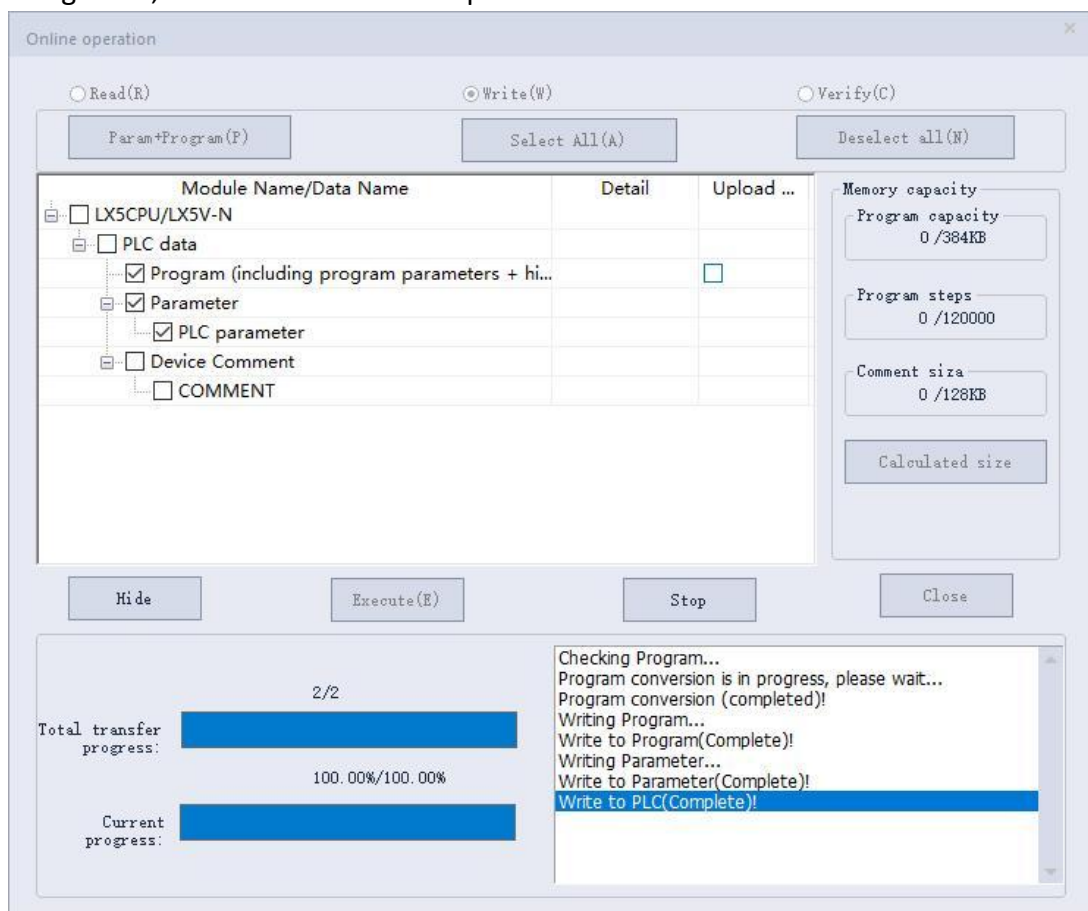 Online operation
Read(R) Write(W) Verify(C)
Param+Program(P) Select All(A) Deselect all(N)
Module Name/Data Name Detail Upload ...
LX5CPU/LX5V-N
PLC data
Program (including program parameters + hi...
Parameter
PLC parameter
Device Comment
COMMENT
Memory capacity
Program capacity
0 /384KB
Program steps
0 /120000
Comment siza
0 /128KB
Calculated size
Hide Execute(E) Stop Close
2/2
Total transfer
progress:
100.00%/100.00%
Current
progress:
Checking Program...
Program conversion is in progress, please wait...
Program conversion (completed)!
Writing Program...
Write to Program(Complete)!
Writing Parameter...
Write to Parameter(Complete)!
Write to PLC(Complete)!